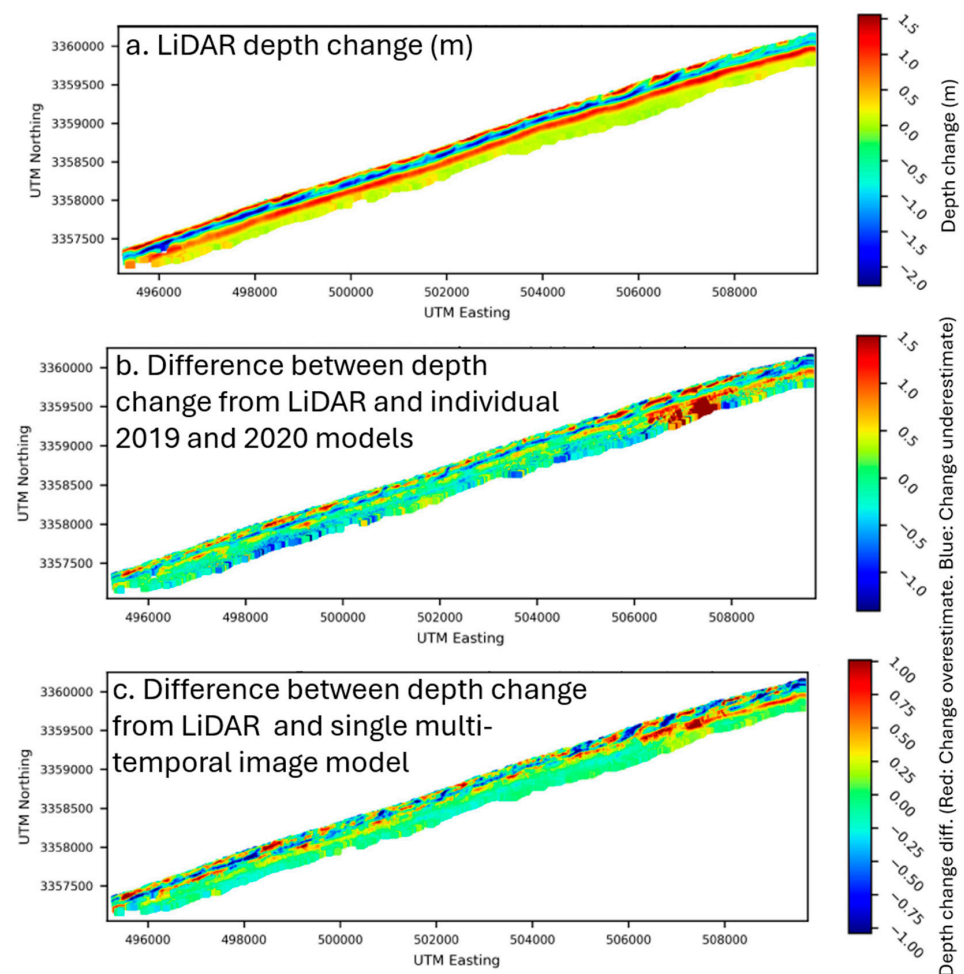 a. LiDAR depth change (m)
3360000
3359500
3359000
3358500
3358000
3357500
UTM Northing
496000 498000 500000 502000 504000 506000 508000
UTM Easting
1.5
1.0
0.5
0.0
−0.5
−1.0
−1.5
−2.0
Depth change (m)
b. Difference between depth
change from LiDAR and individual
2019 and 2020 models
3360000
3359500
3359000
3358500
3358000
3357500
UTM Northing
496000 498000 500000 502000 504000 506000 508000
UTM Easting
1.5
1.0
0.5
0.0
−0.5
−1.0
c. Difference between depth change
from LiDAR  and single multi-
temporal image model
3360000
3359500
3359000
3358500
3358000
3357500
UTM Northing
496000 498000 500000 502000 504000 506000 508000
UTM Easting
1.00
0.75
0.50
0.25
0.00
−0.25
−0.50
−0.75
−1.00
Depth change diff. (Red: Change overestimate. Blue: Change underestimate)